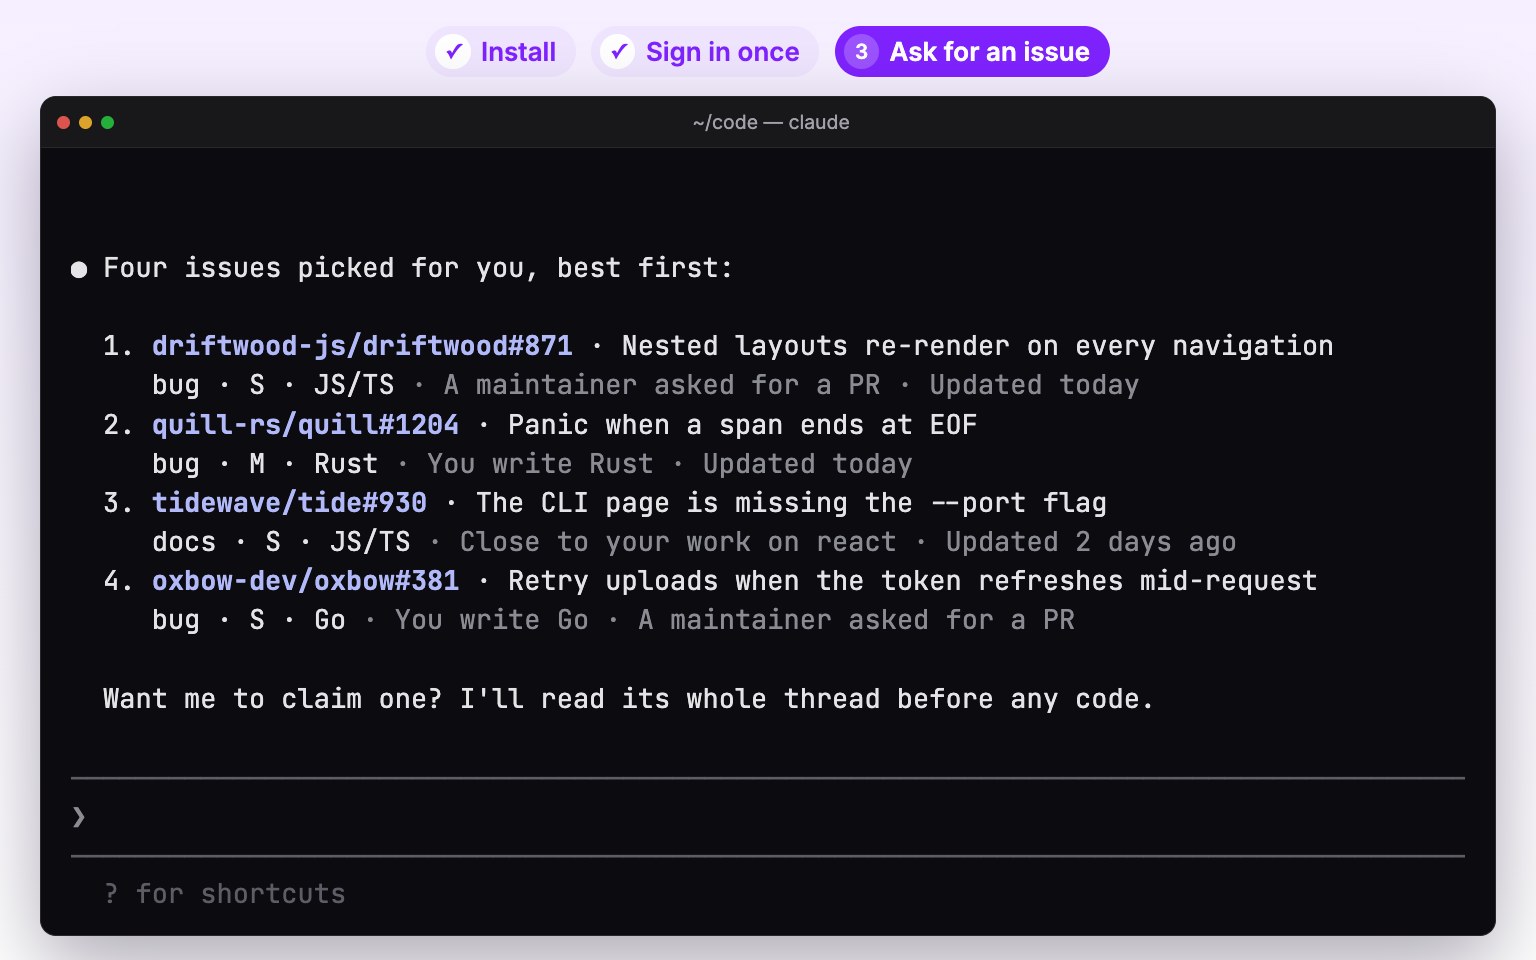 ✓ Install ✓ Sign in once 3 Ask for an issue
~/code — claude
● Four issues picked for you, best first:
1. driftwood-js/driftwood#871 · Nested layouts re-render on every navigation
bug · S · JS/TS · A maintainer asked for a PR · Updated today
2. quill-rs/quill#1204 · Panic when a span ends at EOF
bug · M · Rust · You write Rust · Updated today
3. tidewave/tide#930 · The CLI page is missing the --port flag
docs · S · JS/TS · Close to your work on react · Updated 2 days ago
4. oxbow-dev/oxbow#381 · Retry uploads when the token refreshes mid-request
bug · S · Go · You write Go · A maintainer asked for a PR
Want me to claim one? I'll read its whole thread before any code.
❯
? for shortcuts